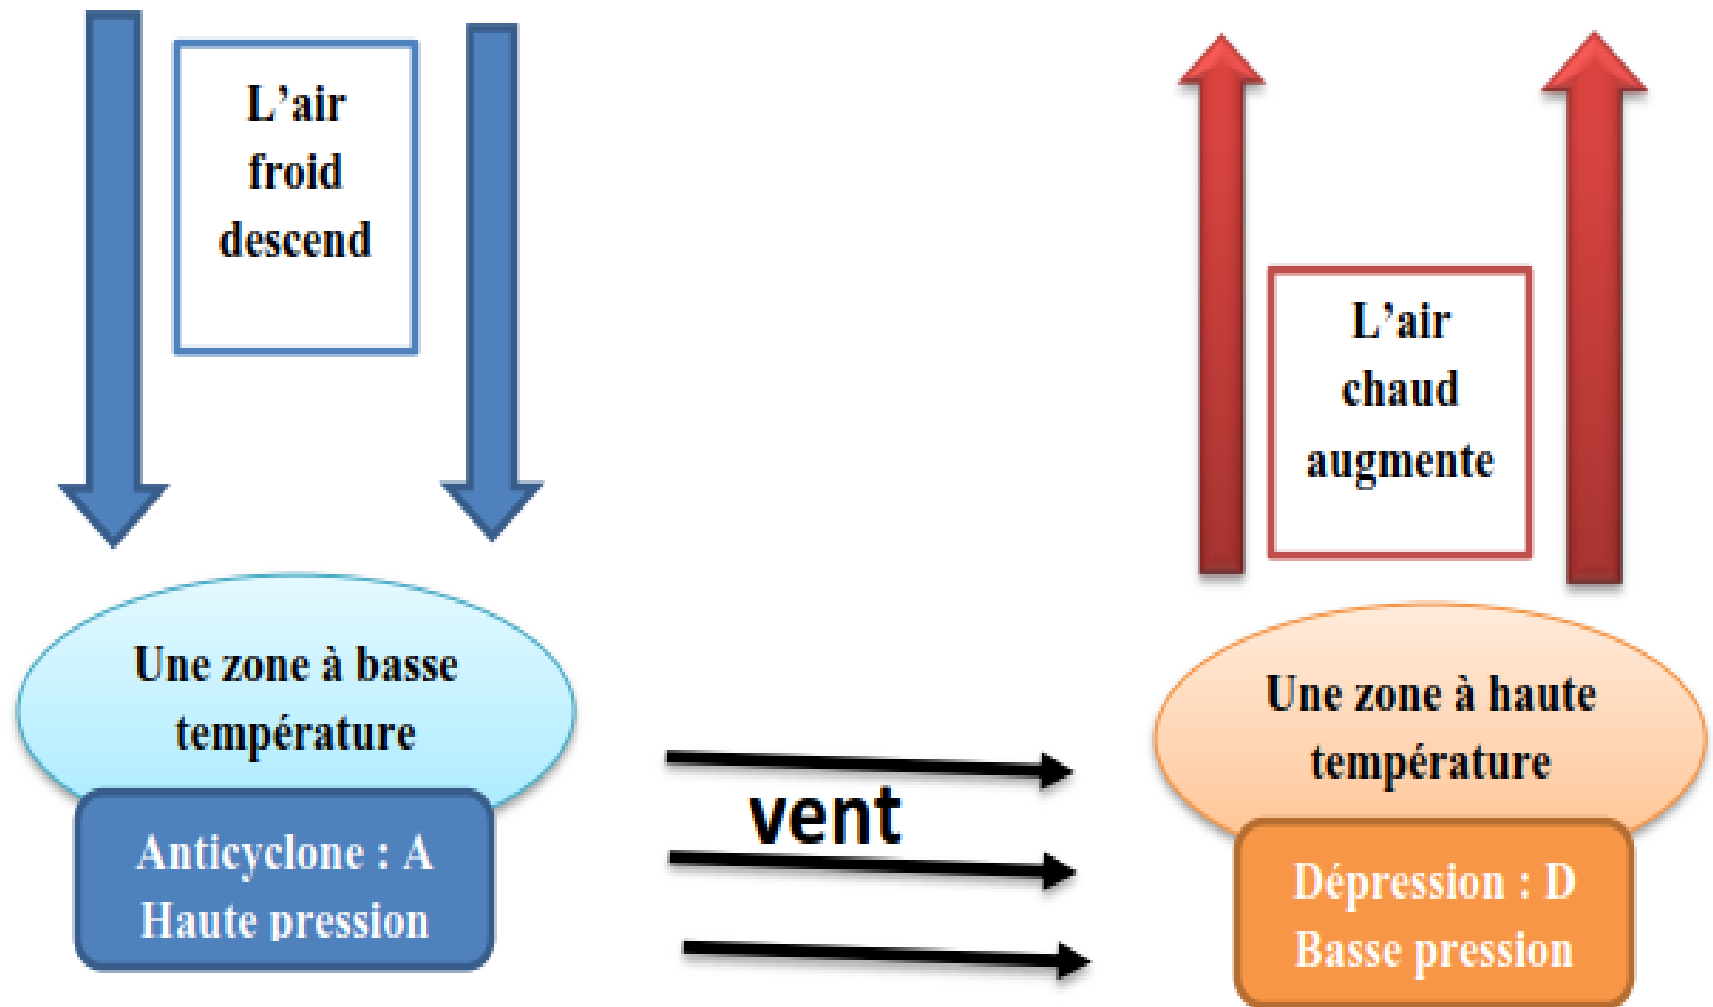 L’air
froid
descend
L’air
chaud
augmente
Une zone à basse
température
Anticyclone : A
Haute pression
vent
Une zone à haute
température
Dépression : D
Basse pression